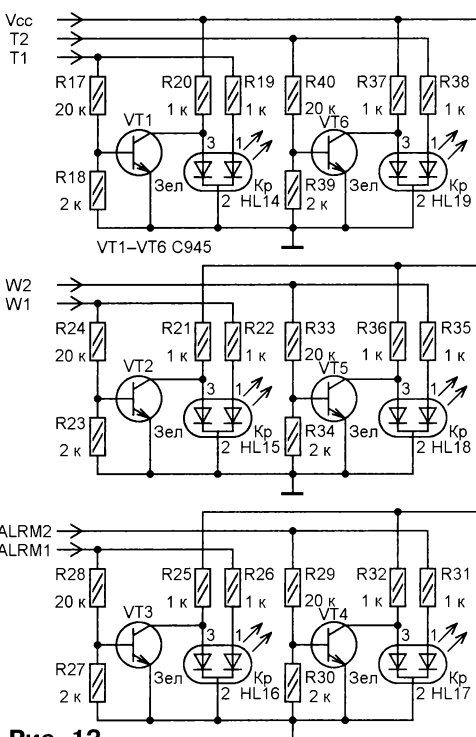 Vcc
T2
T1
R17 R20 R19 R40 R37 R38
20 к 1 к 1 к 20 к 1 к 1 к
VT1 VT6
3 1 3 1
R18 R39
2 к Зел Кр 2 к Зел Кр
2 HL14 2 HL19
VT1–VT6 C945
W2
W1
R24 R21 R22 R33 R36 R35
20 к 1 к 1 к 20 к 1 к 1 к
VT2 VT5
3 1 3 1
R23 R34
2 к Зел Кр 2 к Зел Кр
2 HL15 2 HL18
ALRM2
ALRM1
R28 R25 R26 R29 R32 R31
20 к 1 к 1 к 20 к 1 к 1 к
VT3 VT4
3 1 3 1
R27 R30
2 к Зел Кр 2 к Зел Кр
2 HL16 2 HL17
Рис. 12